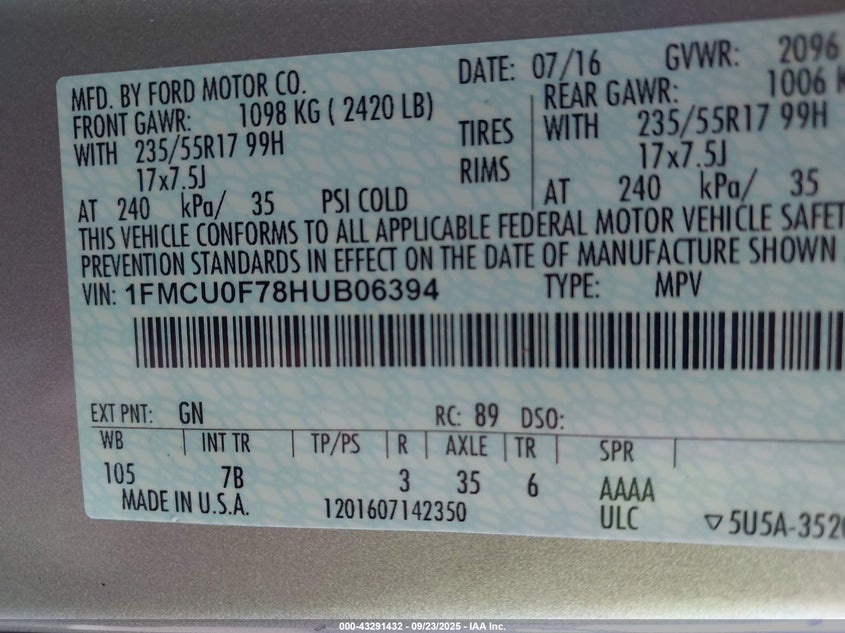 MFD. BY FORD MOTOR CO. DATE: 07/16 GVWR: 2096
FRONT GAWR: 1098 KG ( 2420 LB) REAR GAWR: 1006 K
WITH 235/55R17 99H TIRES WITH 235/55R17 99H
17x7.5J RIMS 17x7.5J
AT 240 kPa/ 35 PSI COLD AT 240 kPa/ 35
THIS VEHICLE CONFORMS TO ALL APPLICABLE FEDERAL MOTOR VEHICLE SAFET
PREVENTION STANDARDS IN EFFECT ON THE DATE OF MANUFACTURE SHOWN
VIN: 1FMCU0F78HUB06394 TYPE: MPV
EXT PNT: GN RC: 89 DSO:
WB INT TR TP/PS R AXLE TR SPR
105 7B 3 35 6 AAAA
MADE IN U.S.A. 1201607142350 ULC ▽5U5A-3520
000-43291432 - 09/23/2025 - IAA Inc.